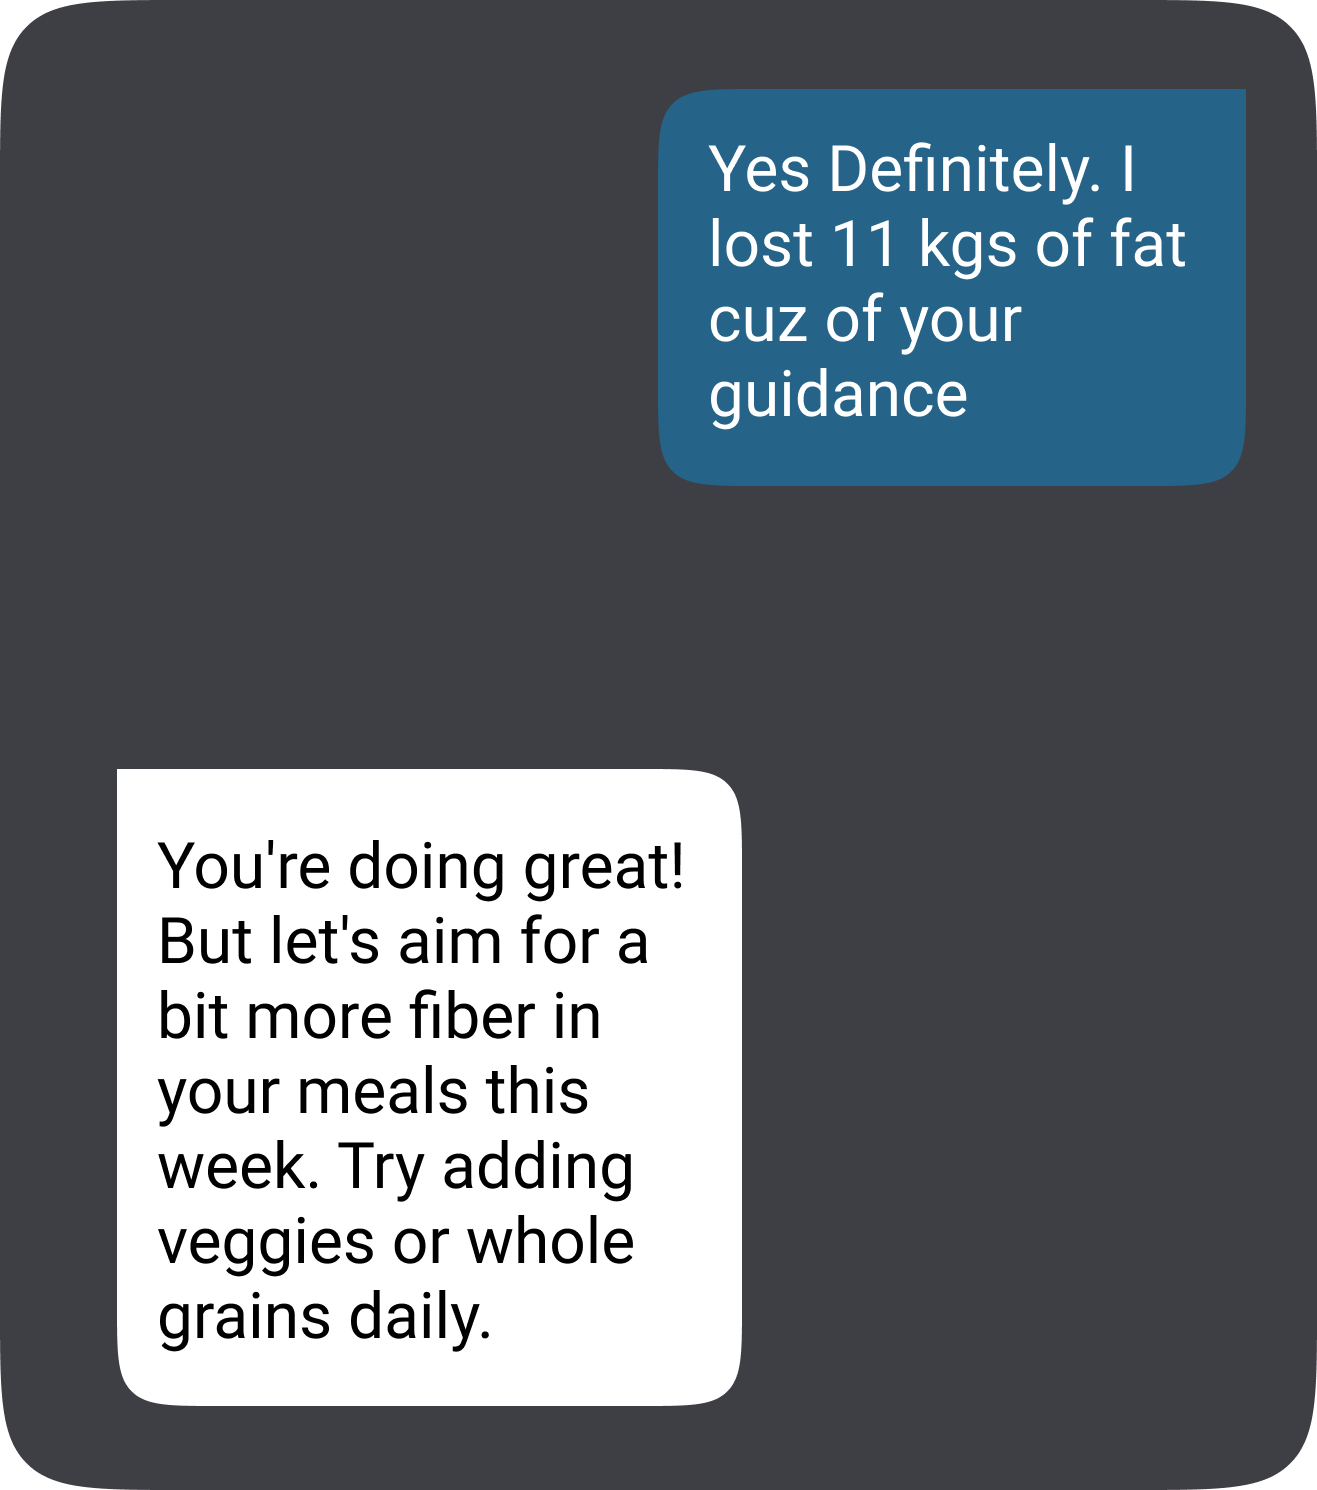 Yes Definitely. I
lost 11 kgs of fat
cuz of your
guidance
You're doing great!
But let's aim for a
bit more fiber in
your meals this
week. Try adding
veggies or whole
grains daily.